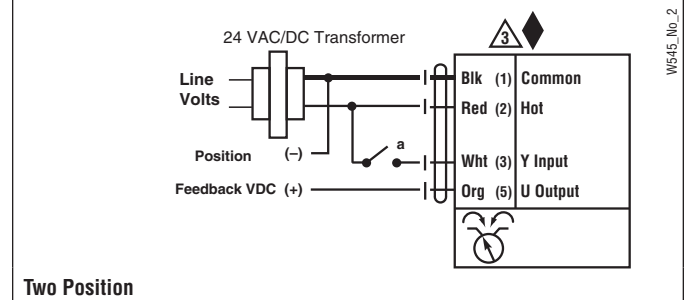 24 VAC/DC Transformer
3
W545_No_2
Line
Volts
Blk (1) Common
Red (2) Hot
a
Position (–)
Wht (3) Y Input
Feedback VDC (+)
Org (5) U Output
Two Position